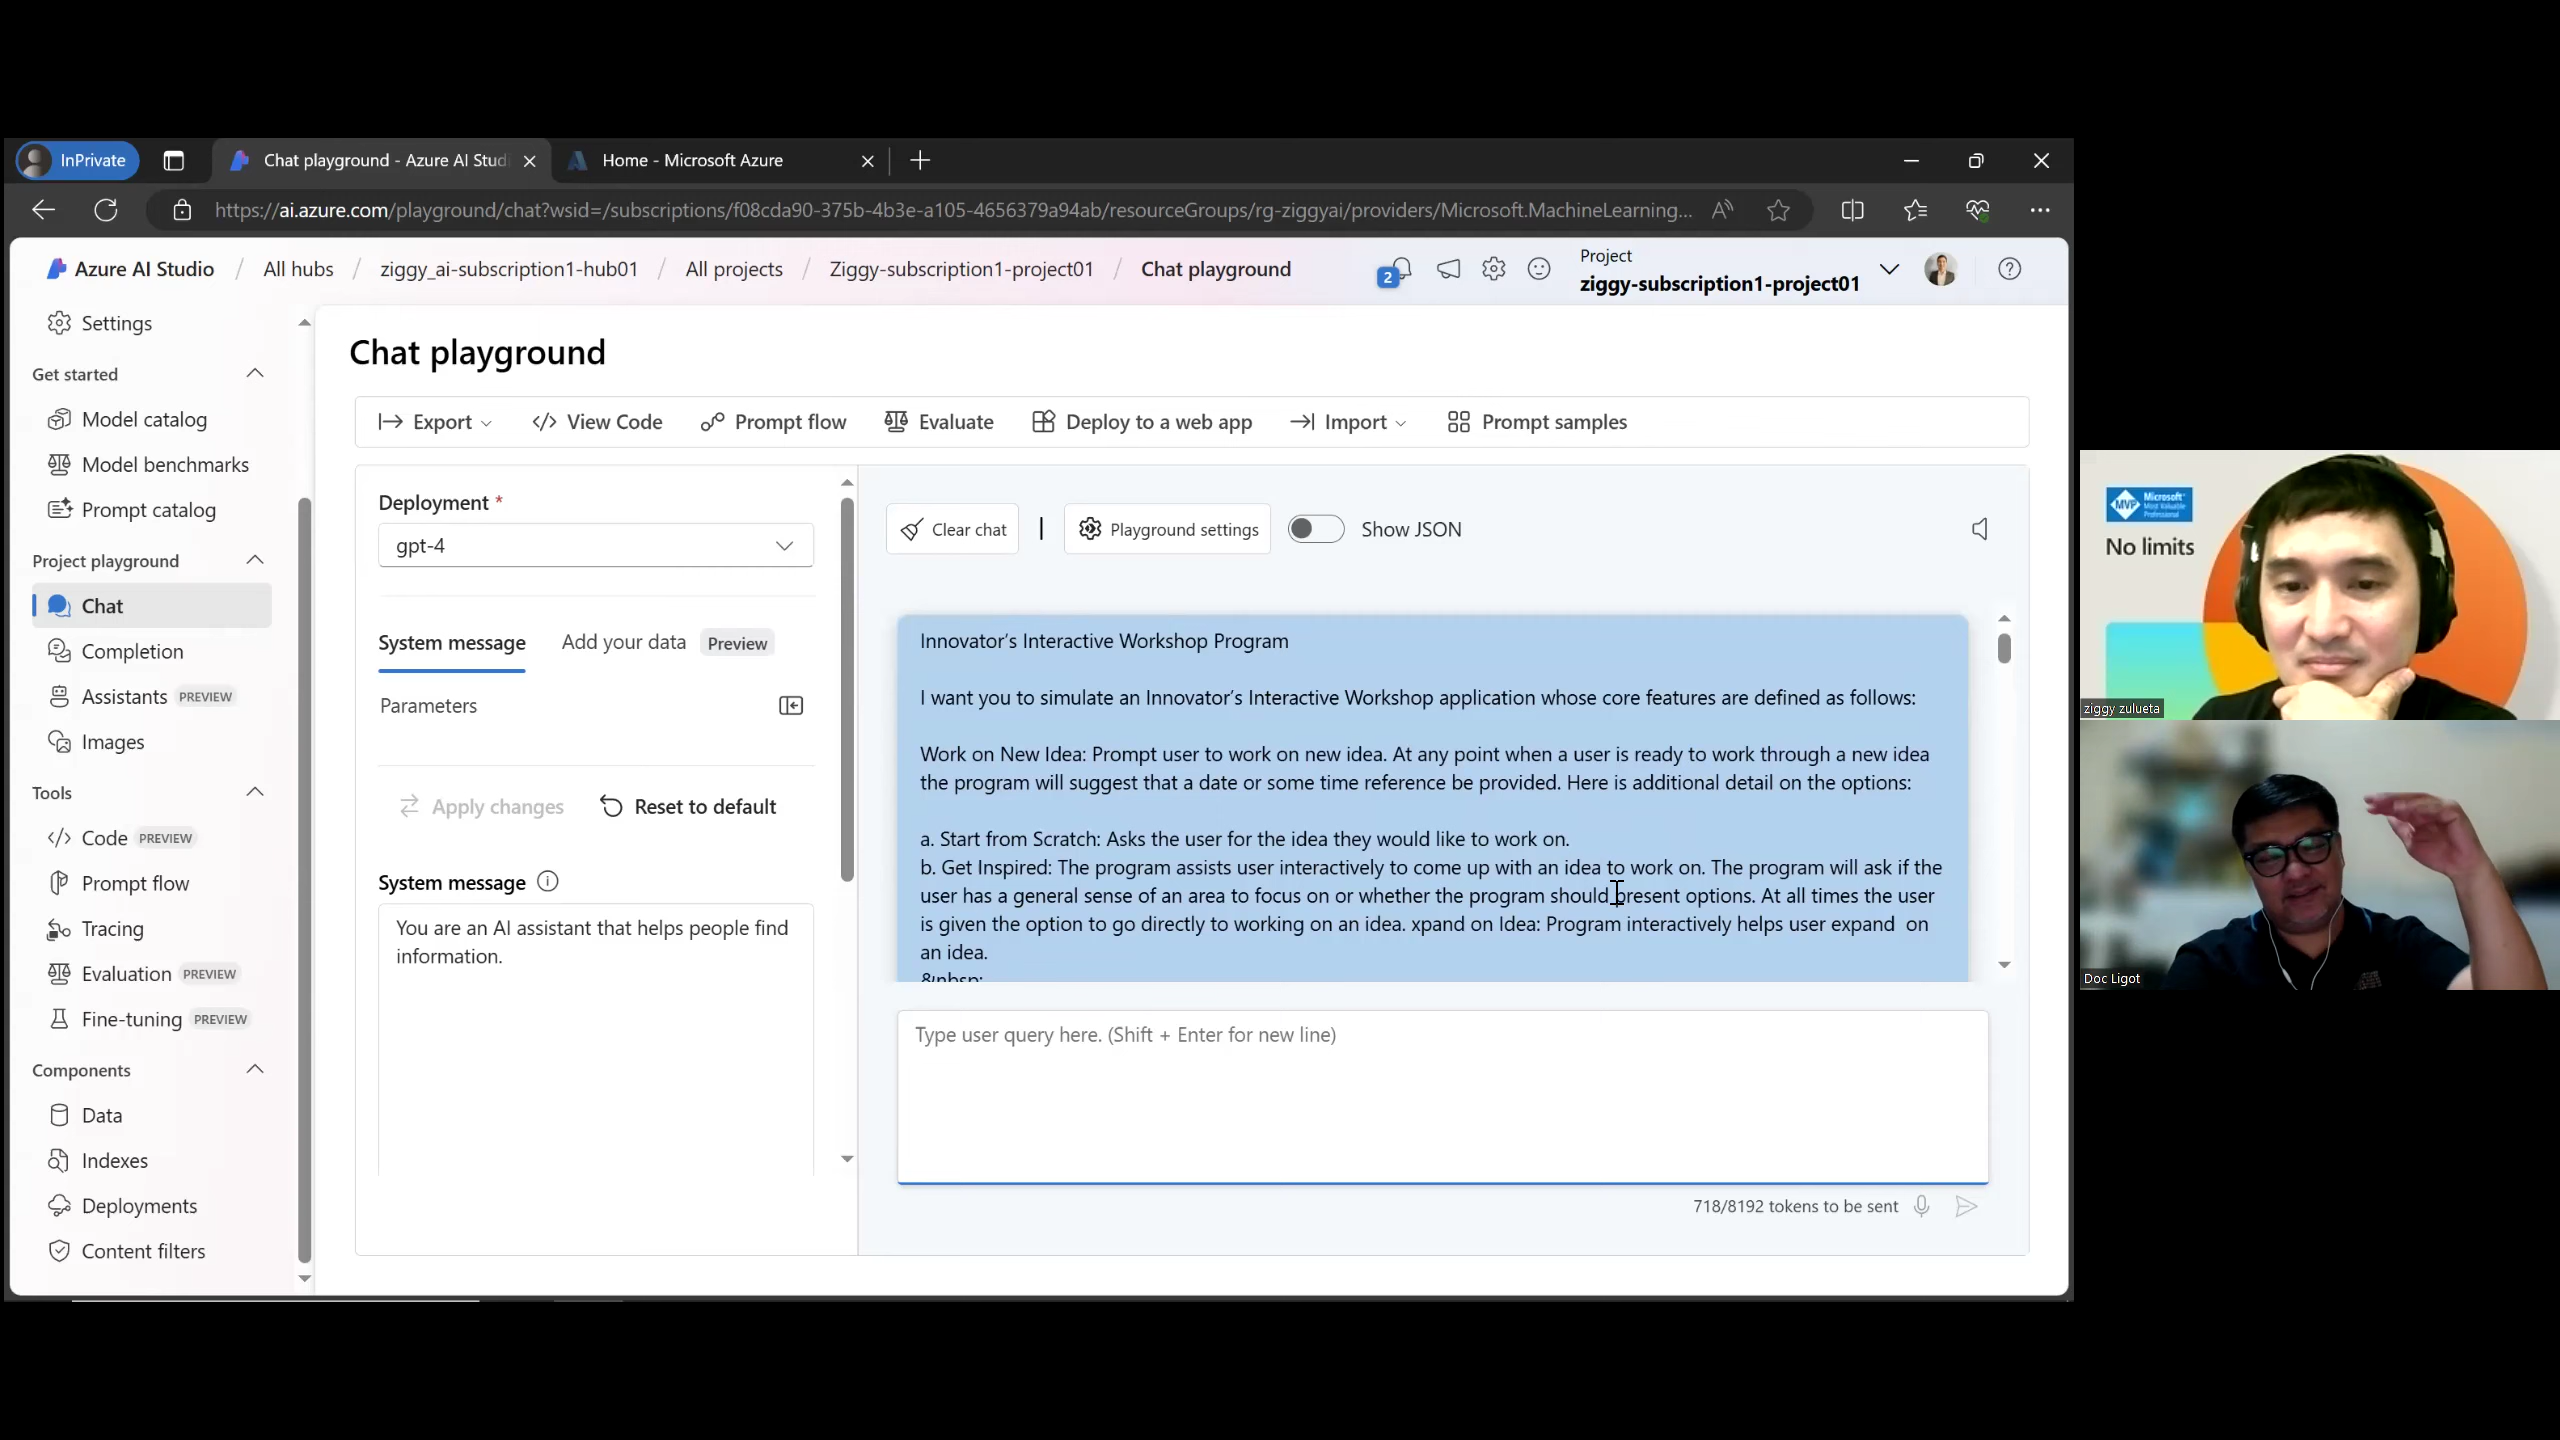 InPrivate
Chat playground - Azure AI Stud
Home - Microsoft Azure
https://ai.azure.com/playground/chat?wsid=/subscriptions/f08cda90-375b-4b3e-a105-4656379a94ab/resourceGroups/rg-ziggyai/providers/Microsoft.MachineLearning...
Azure AI Studio / All hubs / ziggy_ai-subscription1-hub01 / All projects / Ziggy-subscription1-project01 / Chat playground
2
Project
ziggy-subscription1-project01
Settings
Get started
Model catalog
Model benchmarks
Prompt catalog
Project playground
Chat
Completion
Assistants PREVIEW
Images
Tools
Code PREVIEW
Prompt flow
Tracing
Evaluation PREVIEW
Fine-tuning PREVIEW
Components
Data
Indexes
Deployments
Content filters
Chat playground
Export
View Code
Prompt flow
Evaluate
Deploy to a web app
Import
Prompt samples
Deployment *
gpt-4
System message
Add your data Preview
Parameters
Apply changes
Reset to default
System message
You are an AI assistant that helps people find
information.
Clear chat
Playground settings
Show JSON
Innovator's Interactive Workshop Program
I want you to simulate an Innovator's Interactive Workshop application whose core features are defined as follows:
Work on New Idea: Prompt user to work on new idea. At any point when a user is ready to work through a new idea
the program will suggest that a date or some time reference be provided. Here is additional detail on the options:
a. Start from Scratch: Asks the user for the idea they would like to work on.
b. Get Inspired: The program assists user interactively to come up with an idea to work on. The program will ask if the
user has a general sense of an area to focus on or whether the program should present options. At all times the user
is given the option to go directly to working on an idea. xpand on Idea: Program interactively helps user expand  on
an idea.
&nbsp;
Type user query here. (Shift + Enter for new line)
718/8192 tokens to be sent
MVP
Microsoft
Most Valuable
Professional
No limits
ziggy zulueta
Doc Ligot